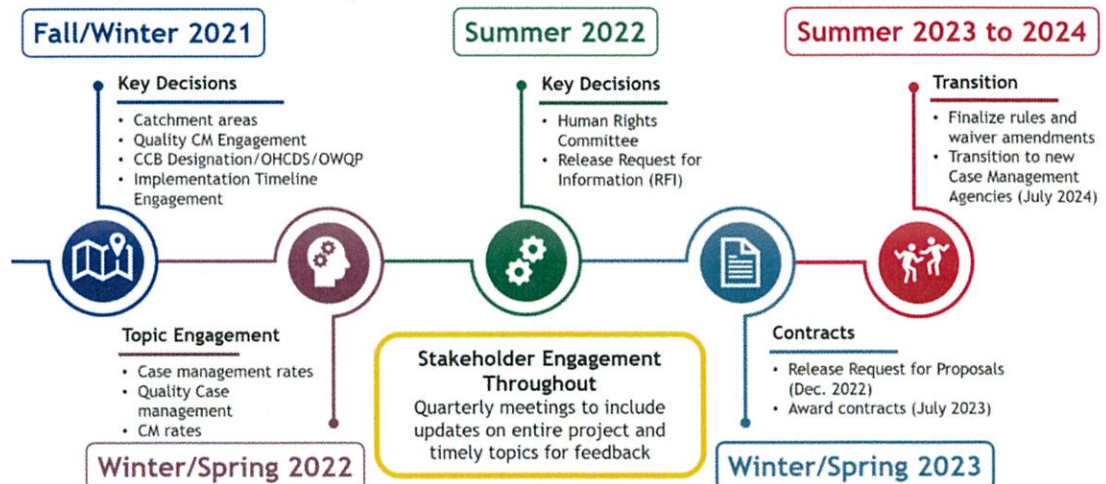 Fall/Winter 2021
Key Decisions
• Catchment areas
• Quality CM Engagement
• CCB Designation/OHCDS/OWQP
• Implementation Timeline
Engagement
Summer 2022
Key Decisions
• Human Rights
Committee
• Release Request for
Information (RFI)
Summer 2023 to 2024
Transition
• Finalize rules and
waiver amendments
• Transition to new
Case Management
Agencies (July 2024)
Topic Engagement
• Case management rates
• Quality Case
management
• CM rates
Winter/Spring 2022
Stakeholder Engagement
Throughout
Quarterly meetings to include
updates on entire project and
timely topics for feedback
Contracts
• Release Request for Proposals
(Dec. 2022)
• Award contracts (July 2023)
Winter/Spring 2023